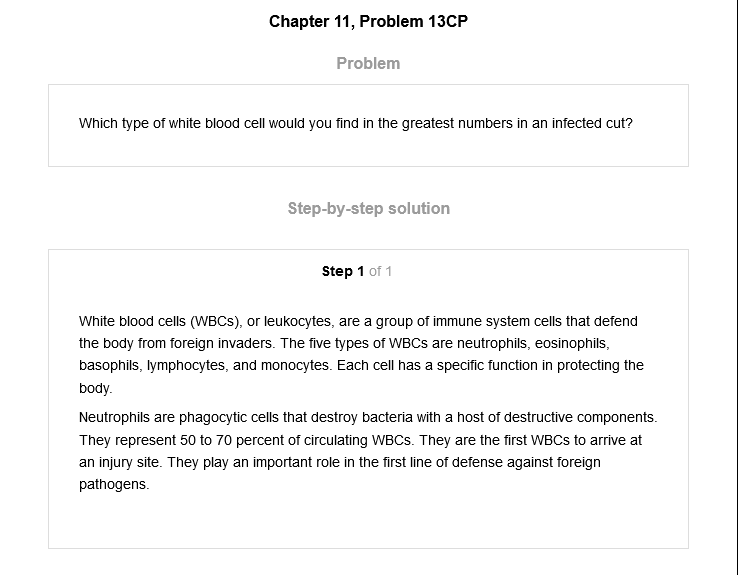 Chapter 11, Problem 13CP
Problem
Which type of white blood cell would you find in the greatest numbers in an infected cut?
Step-by-step solution
Step 1 of 1
White blood cells (WBCs), or leukocytes, are a group of immune system cells that defend
the body from foreign invaders. The five types of WBCs are neutrophils, eosinophils,
basophils, lymphocytes, and monocytes. Each cell has a specific function in protecting the
body.
Neutrophils are phagocytic cells that destroy bacteria with a host of destructive components.
They represent 50 to 70 percent of circulating WBCs. They are the first WBCs to arrive at
an injury site. They play an important role in the first line of defense against foreign
pathogens.